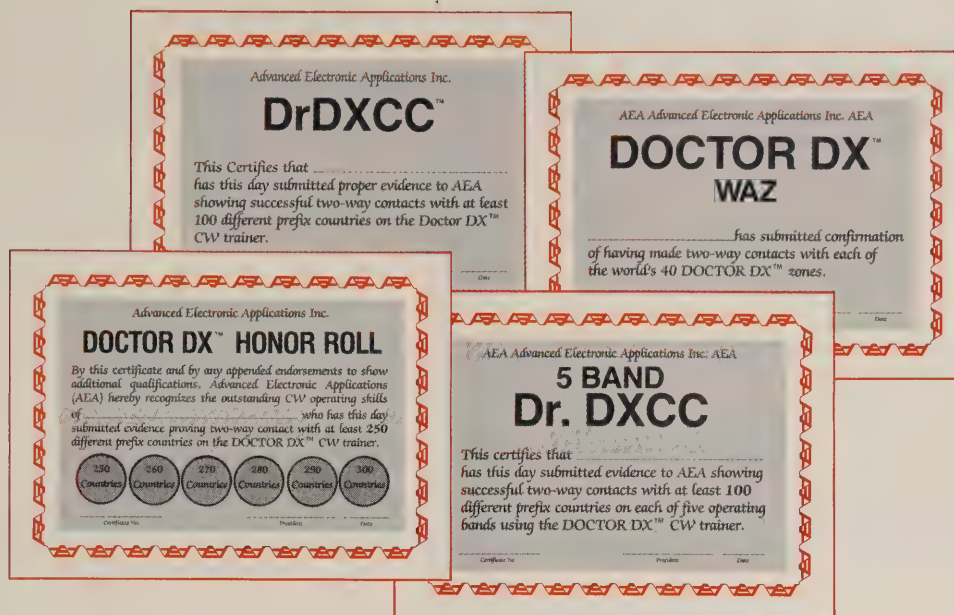 Advanced Electronic Applications Inc.
DrDXCC™
This Certifies that
has this day submitted proper evidence to AEA
showing successful two-way contacts with at least
100 different prefix countries on the Doctor DX™
CW trainer.
Date
AEA Advanced Electronic Applications Inc. AEA
DOCTOR DX™
WAZ
has submitted confirmation
of having made two-way contacts with each of
the world's 40 DOCTOR DX™ zones.
Date
Advanced Electronic Applications Inc.
DOCTOR DX™ HONOR ROLL
By this certificate and by any appended endorsements to show
additional qualifications, Advanced Electronic Applications
(AEA) hereby recognizes the outstanding CW operating skills
of who has this day
submitted evidence proving two-way contact with at least 250
different prefix countries on the DOCTOR DX™ CW trainer.
250 260 270 280 290 300
Countries Countries Countries Countries Countries Countries
Certificate No. President Date
AEA Advanced Electronic Applications Inc. AEA
5 BAND
Dr. DXCC
This certifies that
has this day submitted evidence to AEA showing
successful two-way contacts with at least 100
different prefix countries on each of five operating
bands using the DOCTOR DX™ CW trainer.
Certificate No President Date